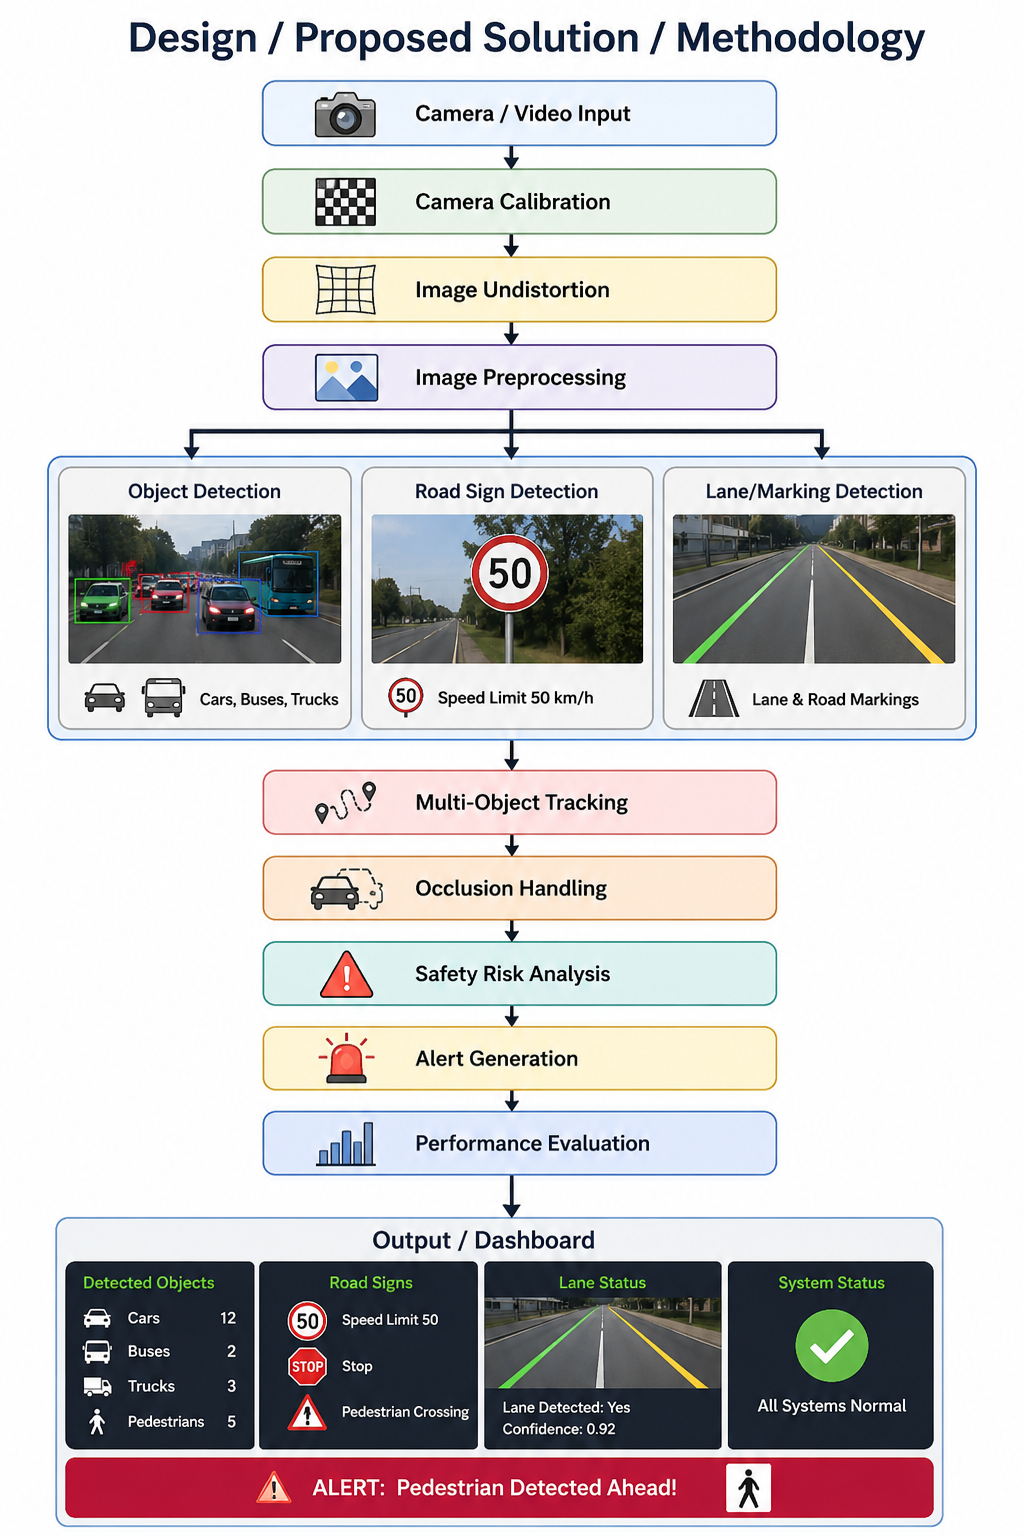 Design / Proposed Solution / Methodology
Camera / Video Input
Camera Calibration
Image Undistortion
Image Preprocessing
Object Detection
Cars, Buses, Trucks
Road Sign Detection
50
50
Speed Limit 50 km/h
Lane/Marking Detection
Lane & Road Markings
Multi-Object Tracking
Occlusion Handling
Safety Risk Analysis
Alert Generation
Performance Evaluation
Output / Dashboard
Detected Objects
Cars 12
Buses 2
Trucks 3
Pedestrians 5
Road Signs
50 Speed Limit 50
STOP Stop
Pedestrian Crossing
Lane Status
Lane Detected: Yes
Confidence: 0.92
System Status
All Systems Normal
ALERT: Pedestrian Detected Ahead!